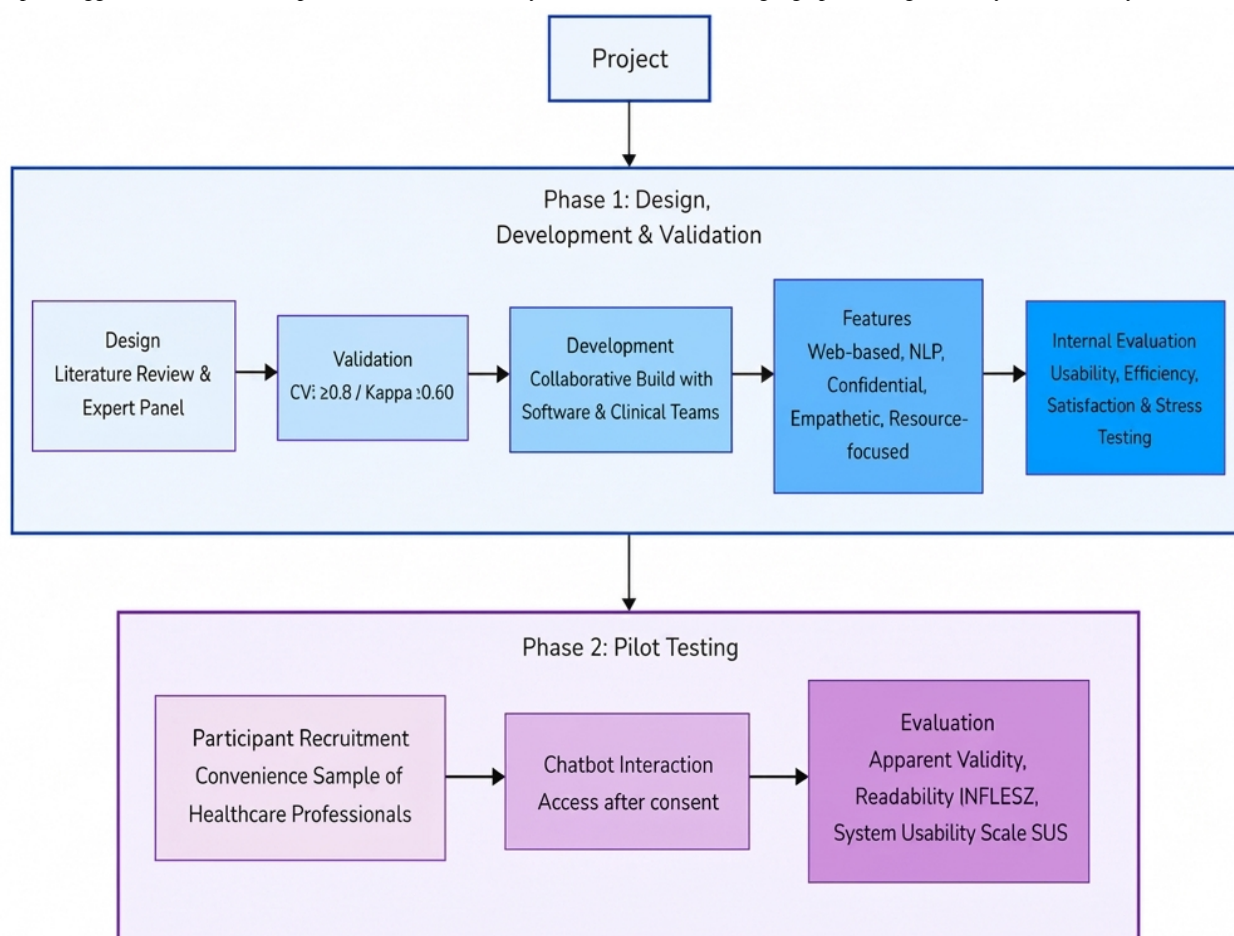 Project
Phase 1: Design,
Development & Validation
Design
Literature Review &
Expert Panel
Validation
CV: ≥0.8 / Kappa :0.60
Development
Collaborative Build with
Software & Clinical Teams
Features
Web-based, NLP,
Confidential,
Empathetic, Resource-
focused
Internal Evaluation
Usability, Efficiency,
Satisfaction & Stress
Testing
Phase 2: Pilot Testing
Participant Recruitment
Convenience Sample of
Healthcare Professionals
Chatbot Interaction
Access after consent
Evaluation
Apparent Validity,
Readability INFLESZ,
System Usability Scale SUS